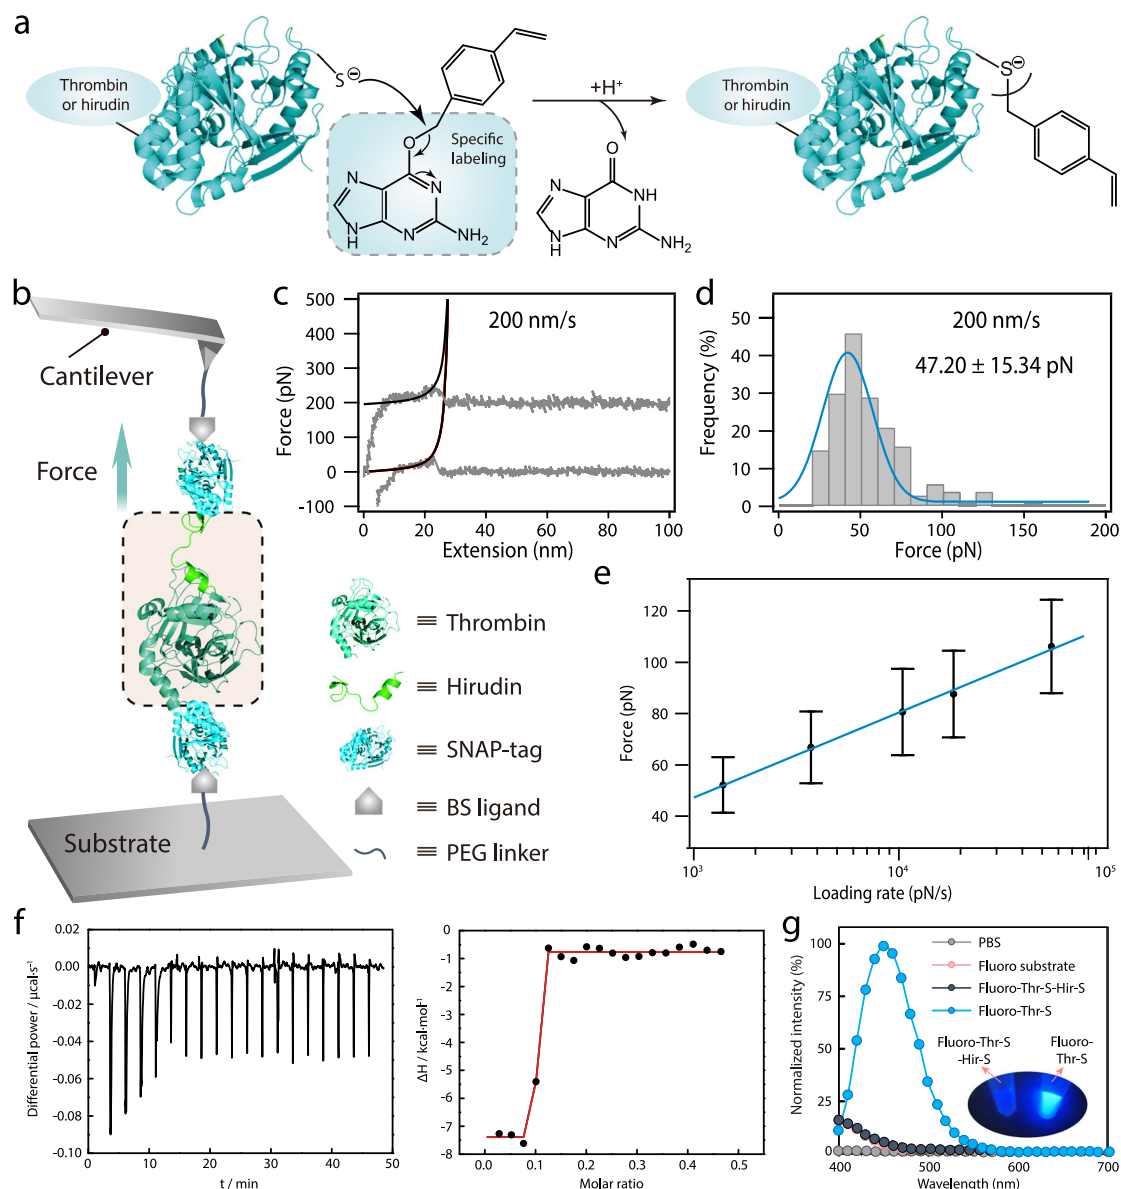 a
Thrombin
or hirudin
S⊖
O
Specific
labeling
N
N
N
H
N
NH₂
+H⁺
O
N
NH
N
H
N
NH₂
Thrombin
or hirudin
S⊖
b
Cantilever
Force
Substrate
c
200 nm/s
Force (pN)
500
400
300
200
100
0
-100
0 20 40 60 80 100
Extension (nm)
d
200 nm/s
47.20 ± 15.34 pN
Frequency (%)
50
40
30
20
10
0
0 50 100 150 200
Force (pN)
≡ Thrombin
≡ Hirudin
≡ SNAP-tag
≡ BS ligand
≡ PEG linker
e
Force (pN)
120
100
80
60
40
10³ 10⁴ 10⁵
Loading rate (pN/s)
f
Differential power / μcal·s⁻¹
0.02
0.00
-0.02
-0.04
-0.06
-0.08
-0.10
0 10 20 30 40 50
t / min
ΔH / kcal·mol⁻¹
0
-1
-2
-3
-4
-5
-6
-7
-8
0.0 0.1 0.2 0.3 0.4 0.5
Molar ratio
g
Normalized intensity (%)
100
75
50
25
0
PBS
Fluoro substrate
Fluoro-Thr-S-Hir-S
Fluoro-Thr-S
Fluoro-Thr-S
-Hir-S
Fluoro-
Thr-S
400 500 600 700
Wavelength (nm)